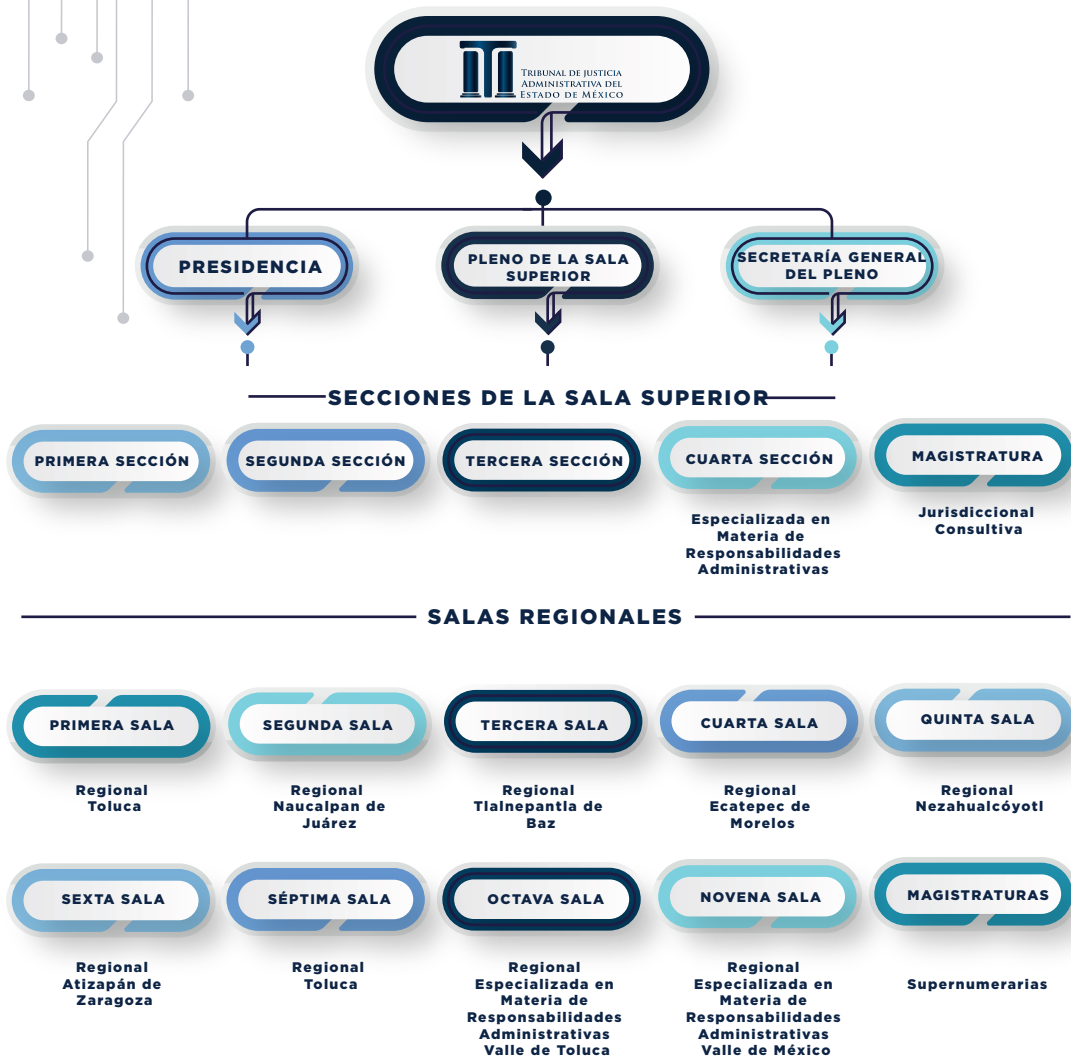 TRIBUNAL DE JUSTICIA
ADMINISTRATIVA DEL
ESTADO DE MÉXICO
PRESIDENCIA
PLENO DE LA SALA
SUPERIOR
SECRETARÍA GENERAL
DEL PLENO
SECCIONES DE LA SALA SUPERIOR
PRIMERA SECCIÓN
SEGUNDA SECCIÓN
TERCERA SECCIÓN
CUARTA SECCIÓN
Especializada en
Materia de
Responsabilidades
Administrativas
MAGISTRATURA
Jurisdiccional
Consultiva
SALAS REGIONALES
PRIMERA SALA
Regional
Toluca
SEGUNDA SALA
Regional
Naucalpan de
Juárez
TERCERA SALA
Regional
Tlalnepantla de
Baz
CUARTA SALA
Regional
Ecatepec de
Morelos
QUINTA SALA
Regional
Nezahualcóyotl
SEXTA SALA
Regional
Atizapán de
Zaragoza
SÉPTIMA SALA
Regional
Toluca
OCTAVA SALA
Regional
Especializada en
Materia de
Responsabilidades
Administrativas
Valle de Toluca
NOVENA SALA
Regional
Especializada en
Materia de
Responsabilidades
Administrativas
Valle de México
MAGISTRATURAS
Supernumerarias